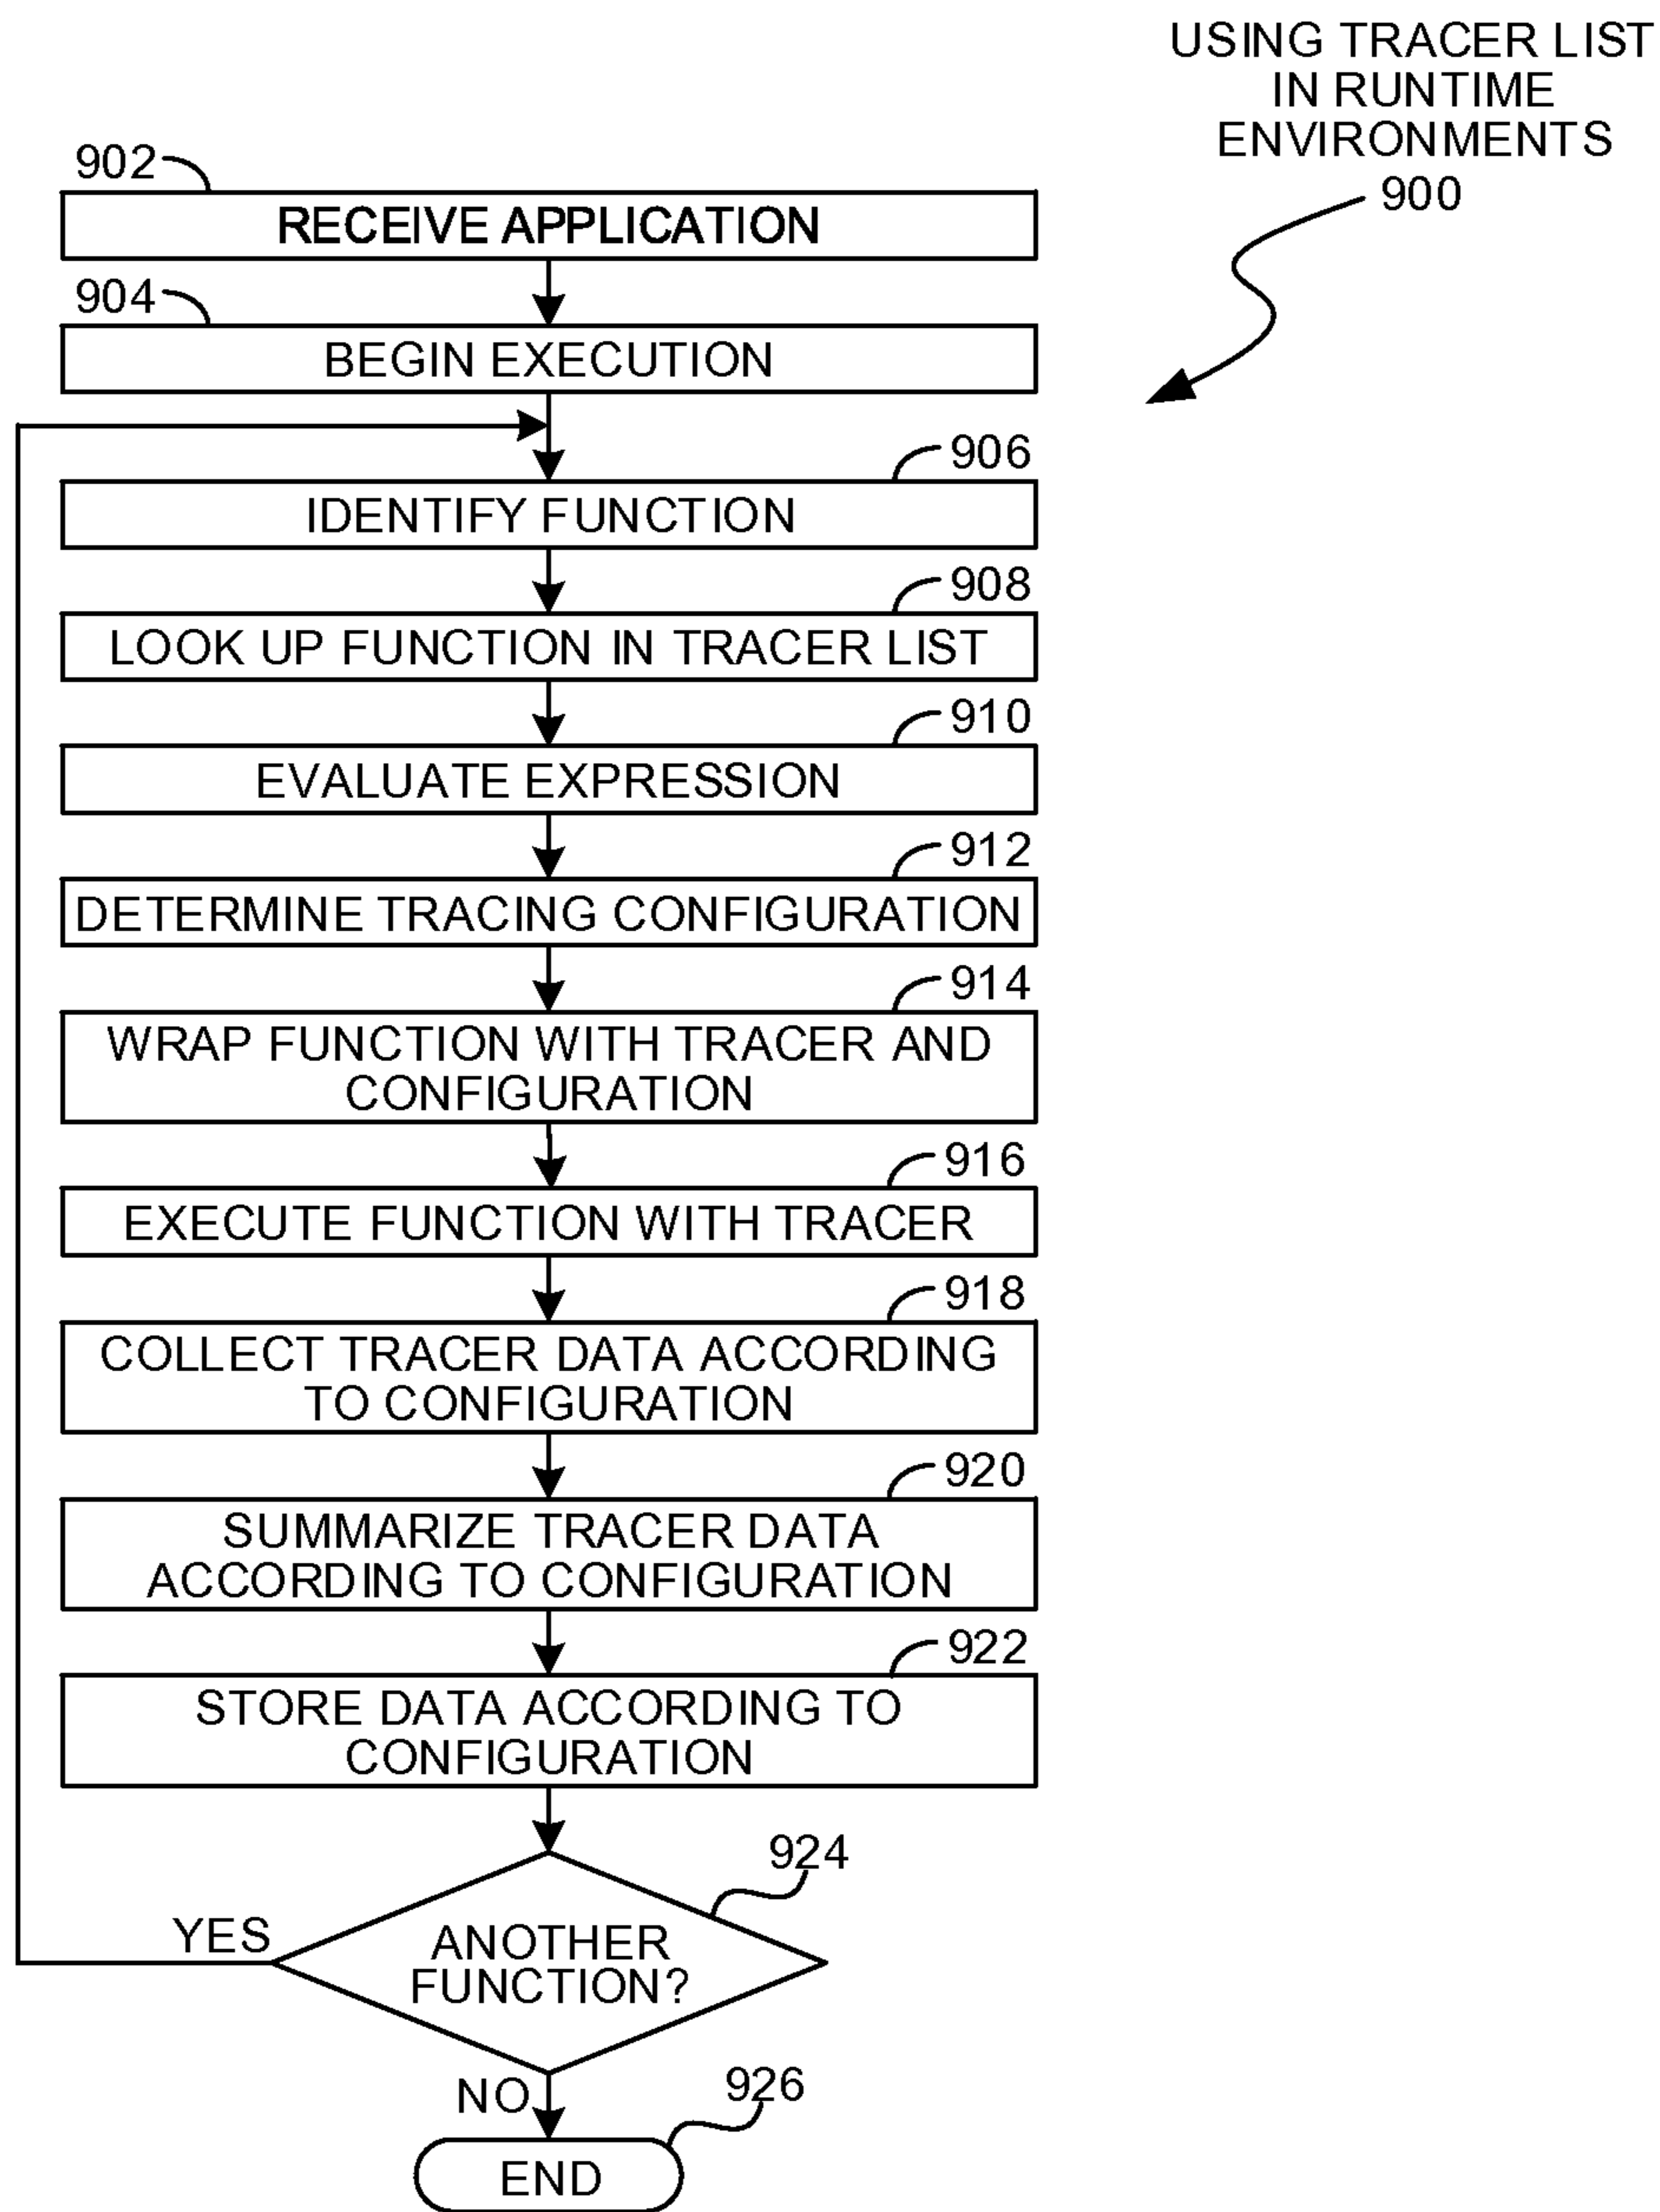 USING TRACER LIST
IN RUNTIME
ENVIRONMENTS
900
902
RECEIVE APPLICATION
904
BEGIN EXECUTION
906
IDENTIFY FUNCTION
908
LOOK UP FUNCTION IN TRACER LIST
910
EVALUATE EXPRESSION
912
DETERMINE TRACING CONFIGURATION
914
WRAP FUNCTION WITH TRACER AND
CONFIGURATION
916
EXECUTE FUNCTION WITH TRACER
918
COLLECT TRACER DATA ACCORDING
TO CONFIGURATION
920
SUMMARIZE TRACER DATA
ACCORDING TO CONFIGURATION
922
STORE DATA ACCORDING TO
CONFIGURATION
924
YES
ANOTHER
FUNCTION?
NO
926
END